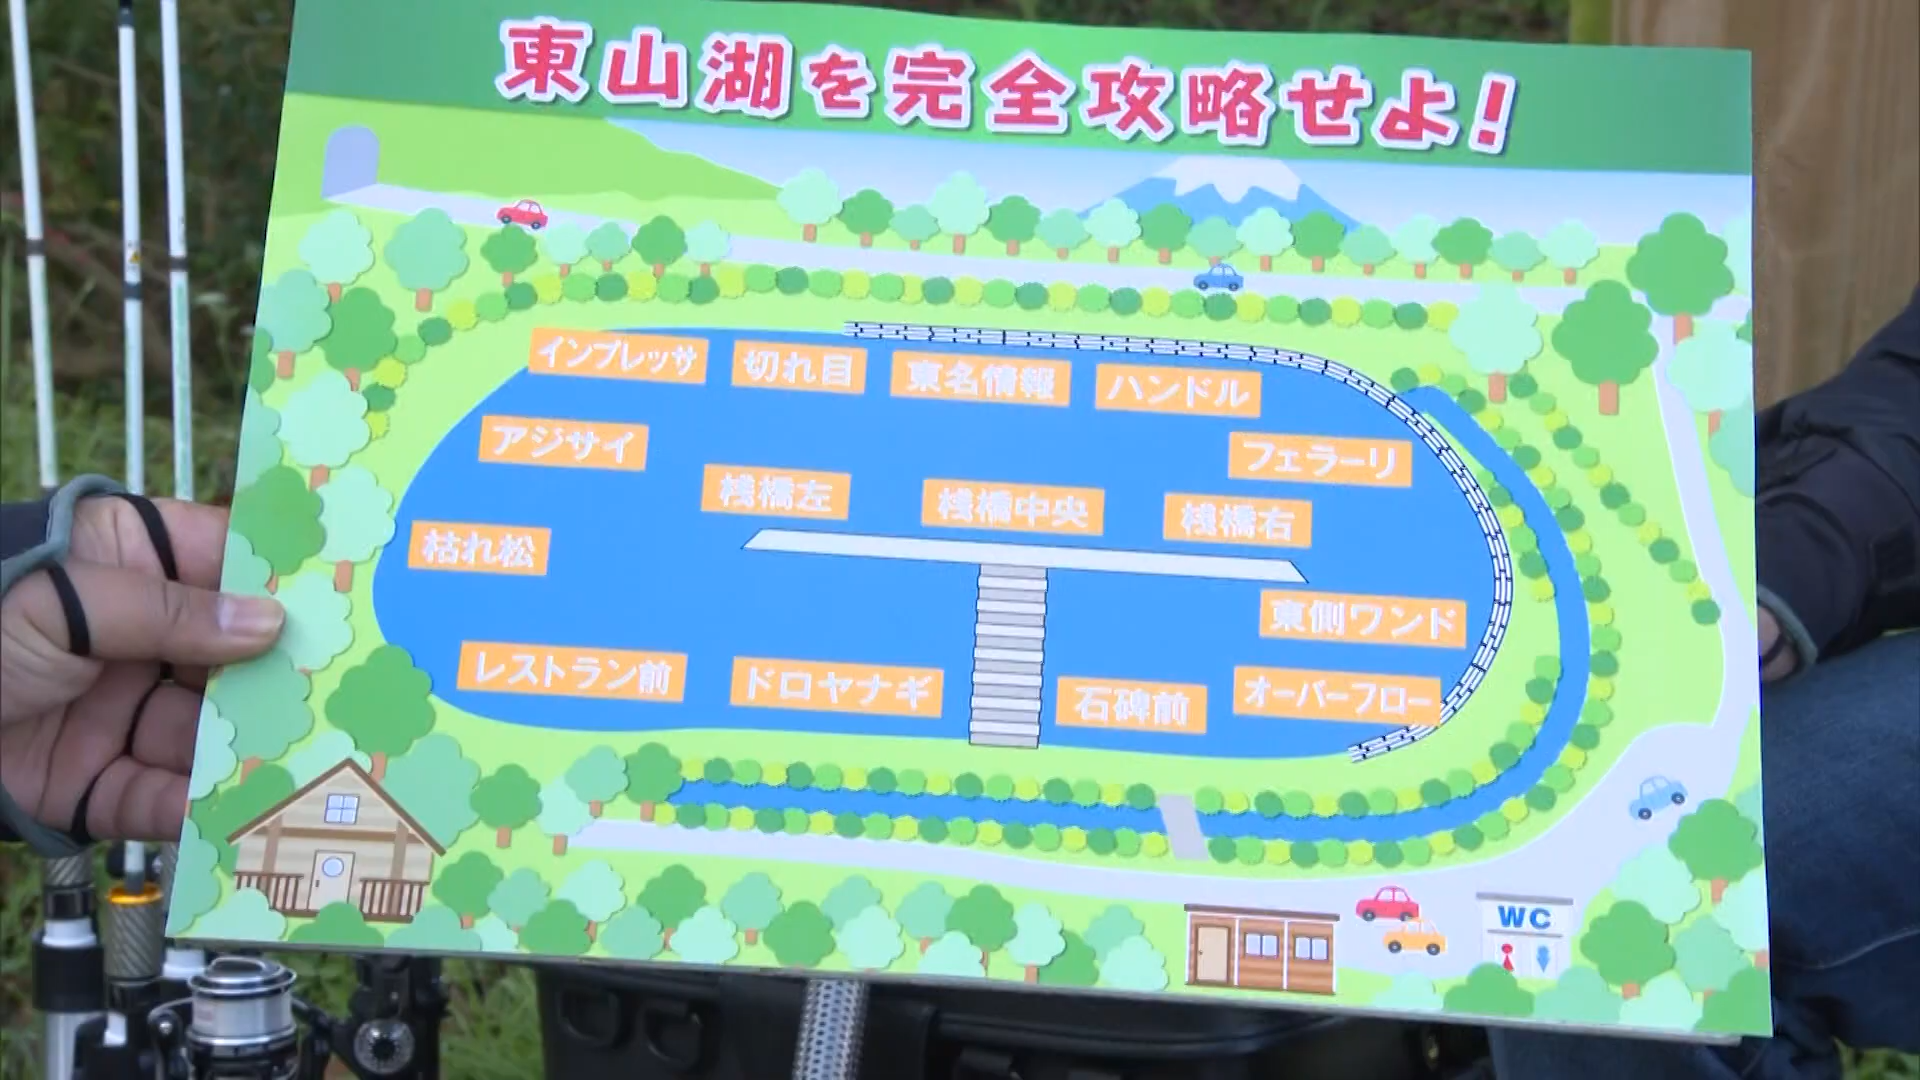 東山湖を完全攻略せよ!
インプレッサ
切れ目
東名情報
ハンドル
アジサイ
フェラーリ
桟橋左
桟橋中央
桟橋右
枯れ松
東側ワンド
レストラン前
ドロヤナギ
石碑前
オーバーフロー
WC